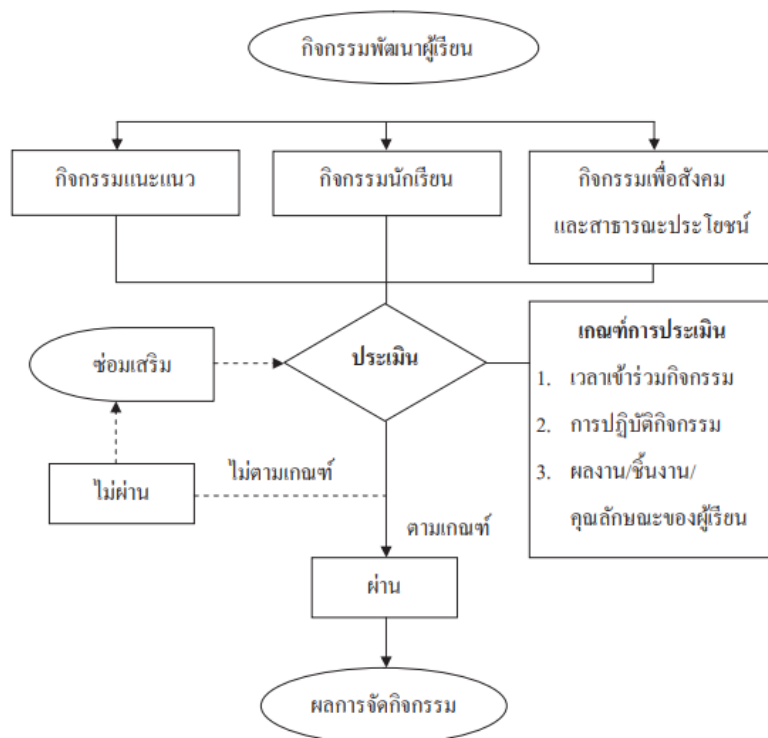 กิจกรรมพัฒนาผู้เรียน
กิจกรรมแนะแนว
กิจกรรมนักเรียน
กิจกรรมเพื่อสังคม
และสาธารณะประโยชน์
ประเมิน
เกณฑ์การประเมิน
1. เวลาเข้าร่วมกิจกรรม
2. การปฏิบัติกิจกรรม
3. ผลงาน/ชิ้นงาน/
คุณลักษณะของผู้เรียน
ซ่อมเสริม
ไม่ผ่าน
ไม่ตามเกณฑ์
ตามเกณฑ์
ผ่าน
ผลการจัดกิจกรรม